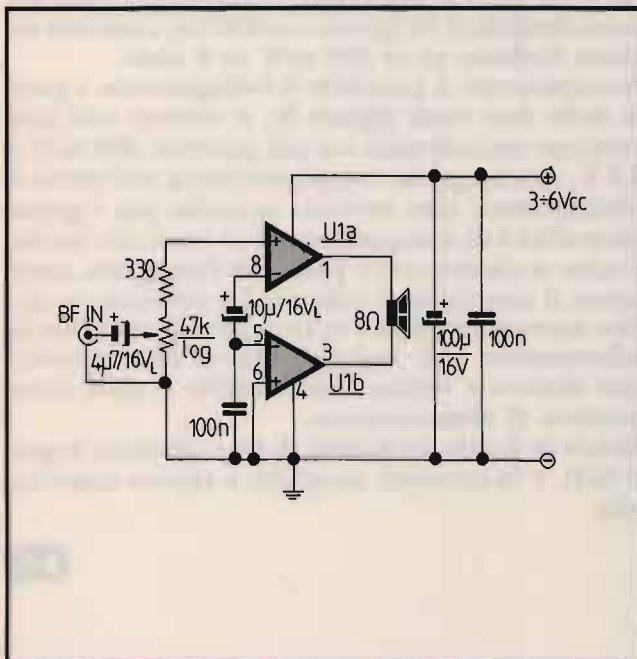 U1a
3÷6Vcc
330
8
1
BF IN
+
47k
log
4µ7/16VL
10µ/16VL
8Ω
100µ
16V
100n
5
6
3
4
U1b
100n